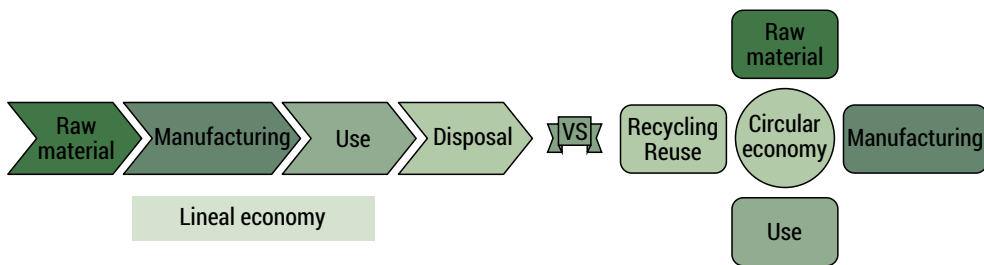 Raw
material
Manufacturing
Use
Disposal
Lineal economy
VS
Raw
material
Recycling
Reuse
Circular
economy
Manufacturing
Use